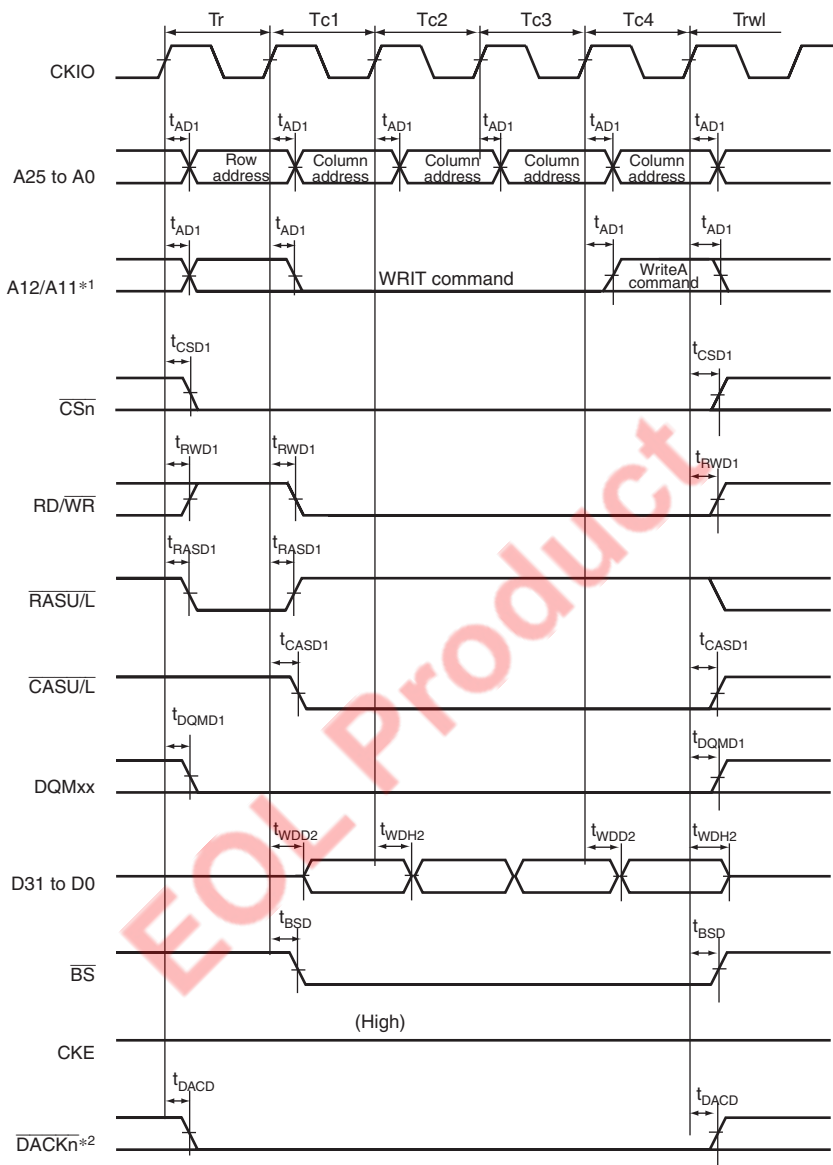 Tr Tc1 Tc2 Tc3 Tc4 Trwl
CKIO
tAD1 tAD1 tAD1 tAD1 tAD1 tAD1
A25 to A0
Row address
Column address
Column address
Column address
Column address
tAD1 tAD1 tAD1 tAD1
A12/A11*1
WRIT command
WriteA command
tCSD1 tCSD1
CSn
tRWD1 tRWD1 tRWD1
RD/WR
tRASD1 tRASD1
RASU/L
tCASD1 tCASD1
CASU/L
tDQMD1 tDQMD1
DQMxx
tWDD2 tWDH2 tWDD2 tWDH2
D31 to D0
tBSD tBSD
BS
(High)
CKE
tDACD tDACD
DACKn*2
EOL Product